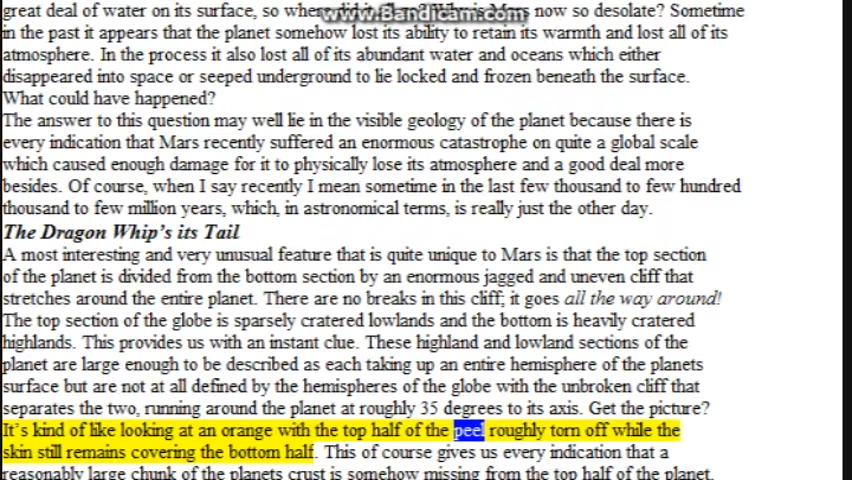 great deal of water on its surface, so where did it Mars now so desolate? Sometime
www.Bandicam.com
in the past it appears that the planet somehow lost its ability to retain its warmth and lost all of its
atmosphere. In the process it also lost all of its abundant water and oceans which either
disappeared into space or seeped underground to lie locked and frozen beneath the surface.
What could have happened?
The answer to this question may well lie in the visible geology of the planet because there is
every indication that Mars recently suffered an enormous catastrophe on quite a global scale
which caused enough damage for it to physically lose its atmosphere and a good deal more
besides. Of course, when I say recently I mean sometime in the last few thousand to few hundred
thousand to few million years, which, in astronomical terms, is really just the other day.
The Dragon Whip's its Tail
A most interesting and very unusual feature that is quite unique to Mars is that the top section
of the planet is divided from the bottom section by an enormous jagged and uneven cliff that
stretches around the entire planet. There are no breaks in this cliff; it goes all the way around!
The top section of the globe is sparsely cratered lowlands and the bottom is heavily cratered
highlands. This provides us with an instant clue. These highland and lowland sections of the
planet are large enough to be described as each taking up an entire hemisphere of the planets
surface but are not at all defined by the hemispheres of the globe with the unbroken cliff that
separates the two, running around the planet at roughly 35 degrees to its axis. Get the picture?
It's kind of like looking at an orange with the top half of the peel roughly torn off while the
skin still remains covering the bottom half. This of course gives us every indication that a
reasonably large chunk of the planets crust is somehow missing from the top half of the planet.